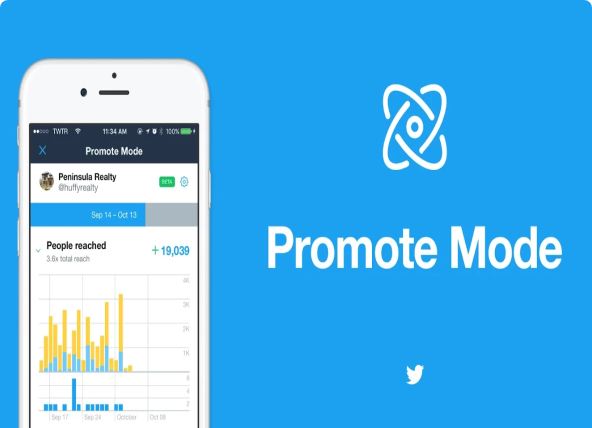 TWTR
11:34 AM
100%
X
Promote Mode
Peninsula Realty
@huffyrealty
BETA
Sep 14 – Oct 13
People reached
+ 19,039
3.6x total reach
4K
3K
2K
1K
6
4
2
Sep 17
Sep 24
October
Oct 08
Promote Mode